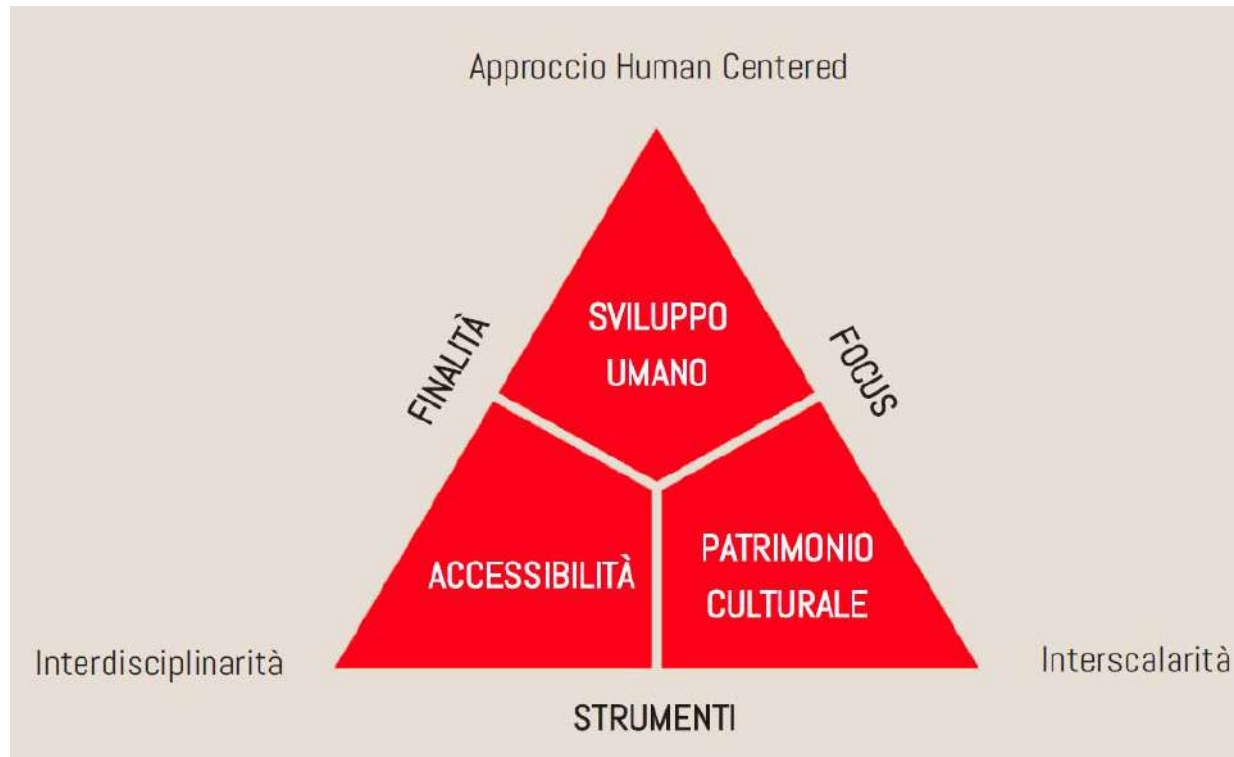 Approccio Human Centered
SVILUPPO
UMANO
FINALITÀ
FOCUS
ACCESSIBILITÀ
PATRIMONIO
CULTURALE
Interdisciplinarità
Interscalarità
STRUMENTI